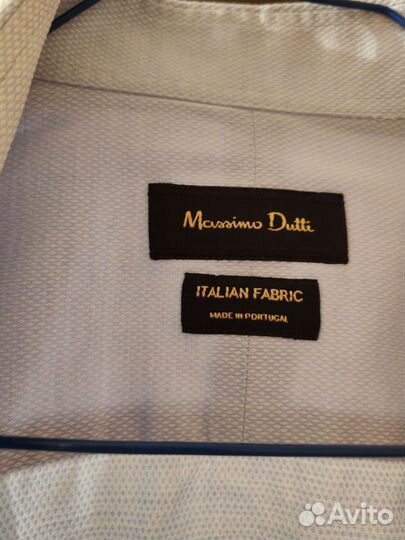 Massimo Dutti
ITALIAN FABRIC
MADE IN PORTUGAL
Avito